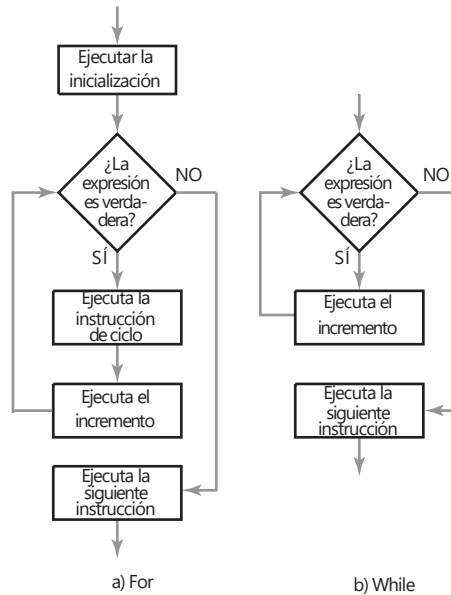 Ejecutar la
inicialización
¿La
expresión
es verda-
dera?
NO
SÍ
Ejecuta la
instrucción
de ciclo
Ejecuta el
incremento
Ejecuta la
siguiente
instrucción
a) For
¿La
expresión
es verda-
dera?
NO
SÍ
Ejecuta el
incremento
Ejecuta la
siguiente
instrucción
b) While